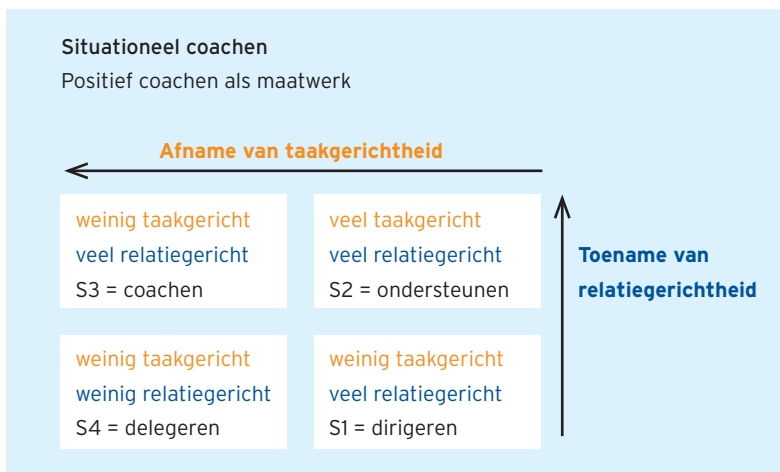 Situationeel coachen
Positief coachen als maatwerk
Afname van taakgerichtheid
weinig taakgericht
veel relatiegericht
S3 = coachen
veel taakgericht
veel relatiegericht
S2 = ondersteunen
Toename van
relatiegerichtheid
weinig taakgericht
weinig relatiegericht
S4 = delegeren
weinig taakgericht
veel relatiegericht
S1 = dirigeren